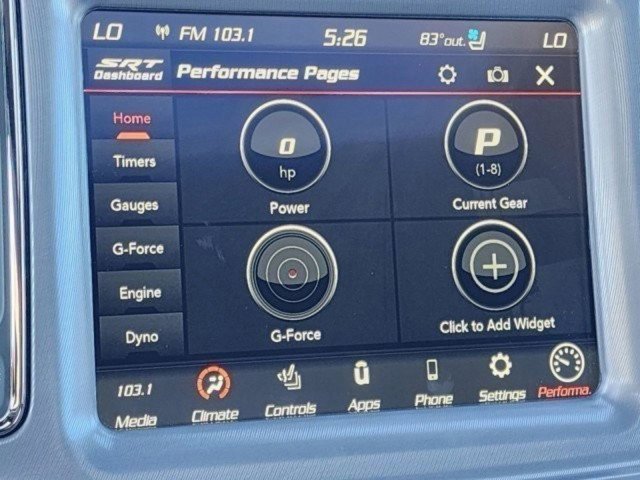 LO FM 103.1 5:26 83°out. LO
SRT Dashboard Performance Pages
Home
Timers
Gauges
G-Force
Engine
Dyno
0
hp
Power
P
(1-8)
Current Gear
G-Force
Click to Add Widget
103.1
Media Climate Controls Apps Phone Settings Performa.